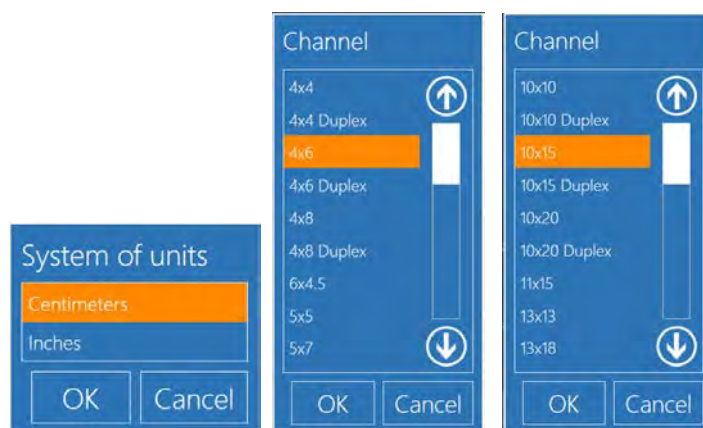 System of units
Centimeters
Inches
OK
Cancel
Channel
4x4
4x4 Duplex
4x6
4x6 Duplex
4x8
4x8 Duplex
6x4.5
5x5
5x7
OK
Cancel
Channel
10x10
10x10 Duplex
10x15
10x15 Duplex
10x20
10x20 Duplex
11x15
13x13
13x18
OK
Cancel